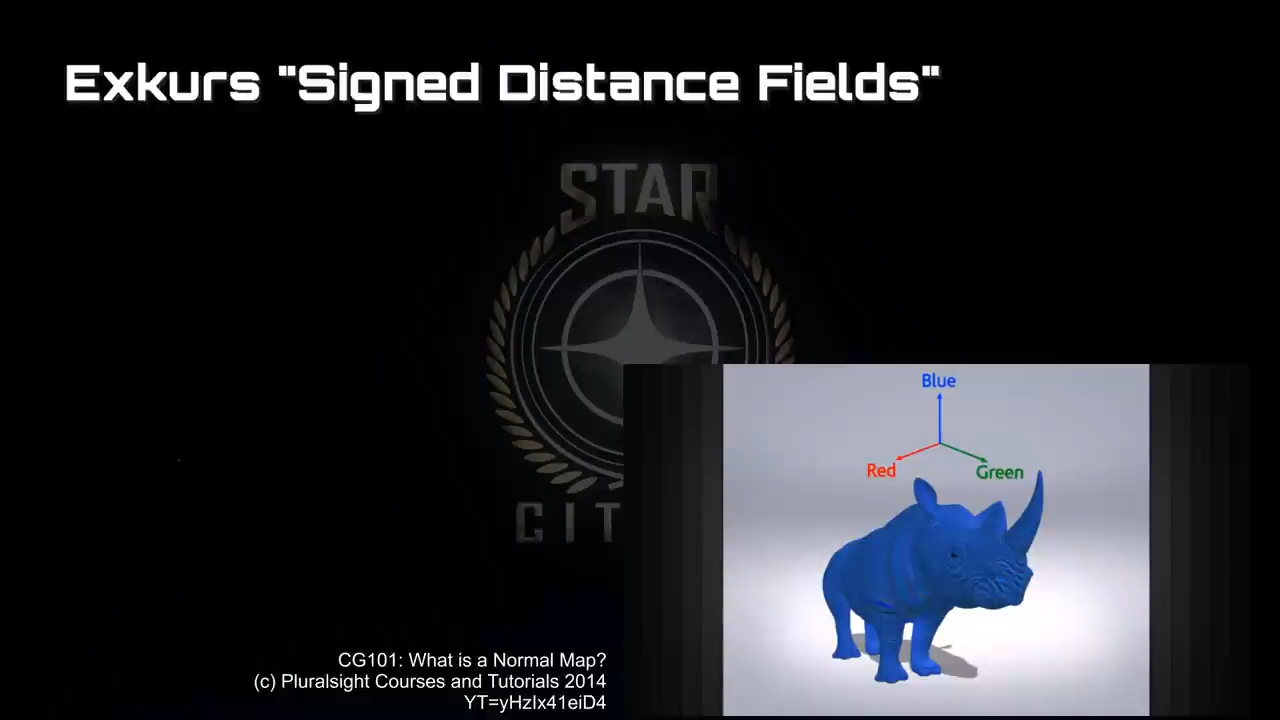 Exkurs "Signed Distance Fields"
STAR
CIT
Blue
Red
Green
CG101: What is a Normal Map?
(c) Pluralsight Courses and Tutorials 2014
YT=yHzIx41eiD4